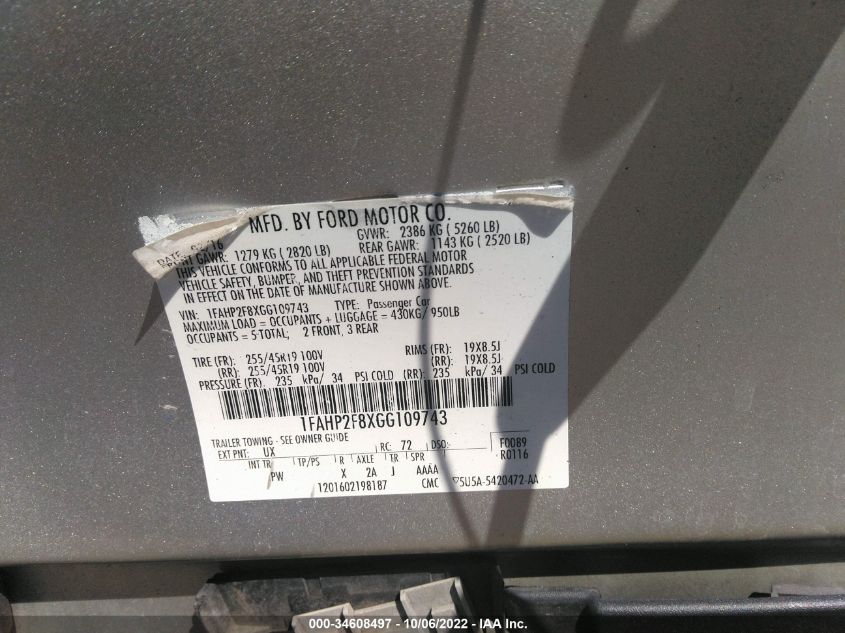 MFD. BY FORD MOTOR CO.
DATE: /16 GVWR: 2386 KG ( 5260 LB)
FRONT GAWR: 1279 KG ( 2820 LB) REAR GAWR: 1143 KG ( 2520 LB)
THIS VEHICLE CONFORMS TO ALL APPLICABLE FEDERAL MOTOR
VEHICLE SAFETY, BUMPER, AND THEFT PREVENTION STANDARDS
IN EFFECT ON THE DATE OF MANUFACTURE SHOWN ABOVE.
VIN: 1FAHP2F8XGG109743 TYPE: Passenger Car
MAXIMUM LOAD = OCCUPANTS + LUGGAGE = 430KG/ 950LB
OCCUPANTS = 5-TOTAL; 2 FRONT, 3 REAR
TIRE (FR): 255/45R19 100V RIMS (FR): 19X8.5J
(RR): 255/45R19 100V (RR): 19X8.5J
PRESSURE (FR): 235 kPa/ 34 PSI COLD (RR): 235 kPa/ 34 PSI COLD
1FAHP2F8XGG109743
TRAILER TOWING - SEE OWNER GUIDE
EXT PNT: UX RC: 72 DSO: F0089
INT TR TP/PS R AXLE TR SPR R0116
PW X 2A J AAAA
1201602198187 CMC ▽5U5A-5420472-AA
000-34608497 - 10/06/2022 - IAA Inc.